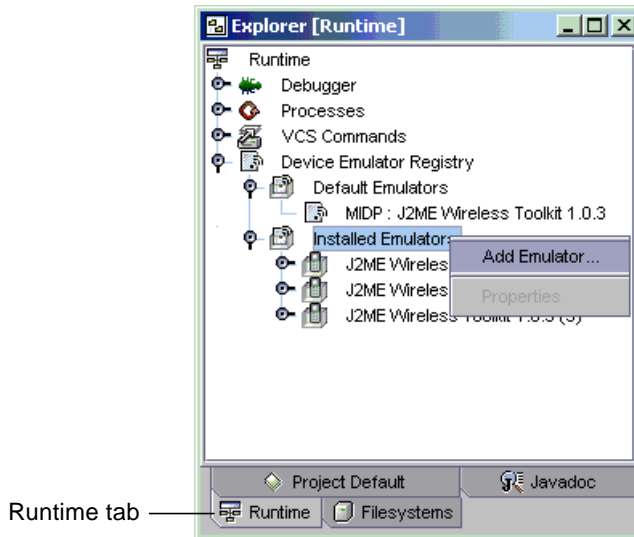 Explorer [Runtime]
Runtime
Debugger
Processes
VCS Commands
Device Emulator Registry
Default Emulators
MIDP : J2ME Wireless Toolkit 1.0.3
Installed Emulators
Add Emulator...
J2ME Wireles
Properties
J2ME Wireles
J2ME Wireless Toolkit 1.0.3 (3)
Project Default
Javadoc
Runtime tab
Runtime
Filesystems